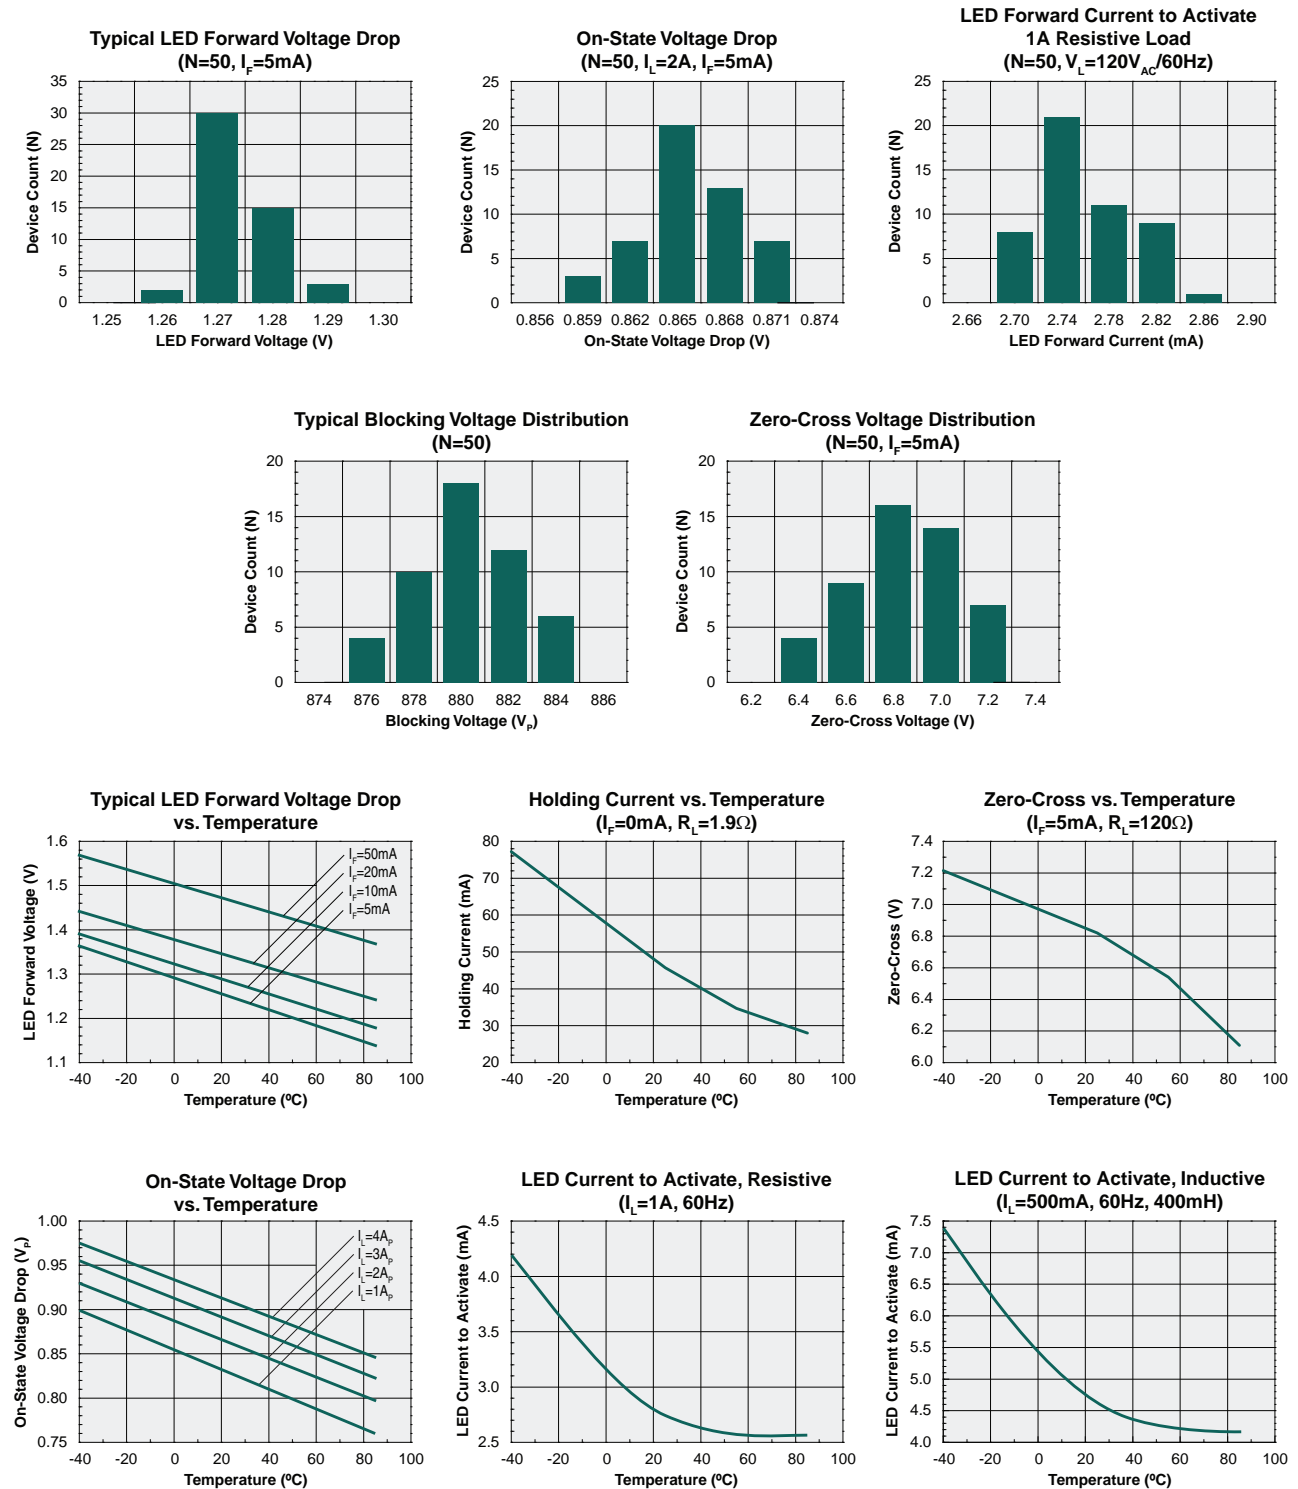 Typical LED Forward Voltage Drop
(N=50, IF=5mA)
Device Count (N)
35
30
25
20
15
10
5
0
1.25 1.26 1.27 1.28 1.29 1.30
LED Forward Voltage (V)
On-State Voltage Drop
(N=50, IL=2A, IF=5mA)
Device Count (N)
25
20
15
10
5
0
0.856 0.859 0.862 0.865 0.868 0.871 0.874
On-State Voltage Drop (V)
LED Forward Current to Activate
1A Resistive Load
(N=50, VL=120VAC/60Hz)
Device Count (N)
25
20
15
10
5
0
2.66 2.70 2.74 2.78 2.82 2.86 2.90
LED Forward Current (mA)
Typical Blocking Voltage Distribution
(N=50)
Device Count (N)
20
15
10
5
0
874 876 878 880 882 884 886
Blocking Voltage (VP)
Zero-Cross Voltage Distribution
(N=50, IF=5mA)
Device Count (N)
20
15
10
5
0
6.2 6.4 6.6 6.8 7.0 7.2 7.4
Zero-Cross Voltage (V)
Typical LED Forward Voltage Drop
vs. Temperature
LED Forward Voltage (V)
1.6
1.5
1.4
1.3
1.2
1.1
IF=50mA
IF=20mA
IF=10mA
IF=5mA
-40 -20 0 20 40 60 80 100
Temperature (ºC)
Holding Current vs. Temperature
(IF=0mA, RL=1.9Ω)
Holding Current (mA)
80
70
60
50
40
30
20
-40 -20 0 20 40 60 80 100
Temperature (ºC)
Zero-Cross vs. Temperature
(IF=5mA, RL=120Ω)
Zero-Cross (V)
7.4
7.2
7.0
6.8
6.6
6.4
6.2
6.0
-40 -20 0 20 40 60 80 100
Temperature (ºC)
On-State Voltage Drop
vs. Temperature
On-State Voltage Drop (VP)
1.00
0.95
0.90
0.85
0.80
0.75
IL=4AP
IL=3AP
IL=2AP
IL=1AP
-40 -20 0 20 40 60 80 100
Temperature (ºC)
LED Current to Activate, Resistive
(IL=1A, 60Hz)
LED Current to Activate (mA)
4.5
4.0
3.5
3.0
2.5
-40 -20 0 20 40 60 80 100
Temperature (ºC)
LED Current to Activate, Inductive
(IL=500mA, 60Hz, 400mH)
LED Current to Activate (mA)
7.5
7.0
6.5
6.0
5.5
5.0
4.5
4.0
-40 -20 0 20 40 60 80 100
Temperature (ºC)